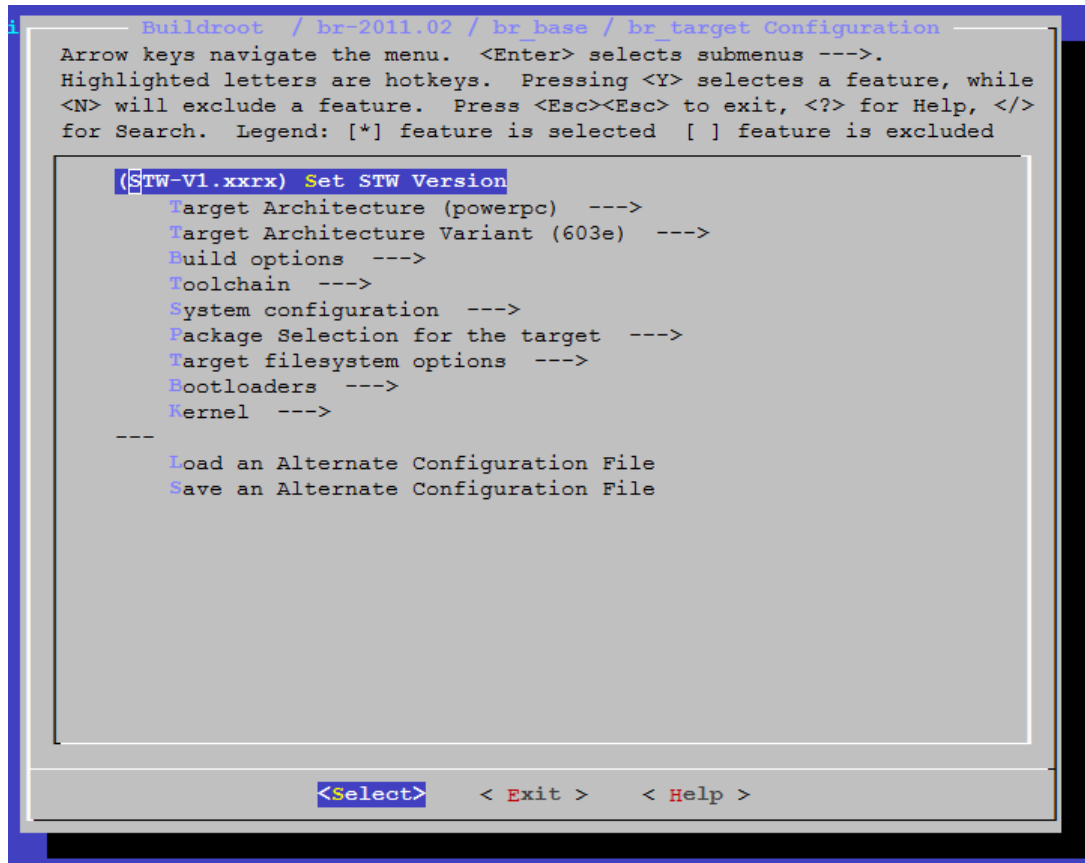 i
Buildroot / br-2011.02 / br_base / br_target Configuration
Arrow keys navigate the menu. <Enter> selects submenus --->.
Highlighted letters are hotkeys. Pressing <Y> selectes a feature, while
<N> will exclude a feature. Press <Esc><Esc> to exit, <?> for Help, </>
for Search. Legend: [*] feature is selected [ ] feature is excluded
(STW-V1.xxrx) Set STW Version
Target Architecture (powerpc) --->
Target Architecture Variant (603e) --->
Build options --->
Toolchain --->
System configuration --->
Package Selection for the target --->
Target filesystem options --->
Bootloaders --->
Kernel --->
---
Load an Alternate Configuration File
Save an Alternate Configuration File
<Select> < Exit > < Help >